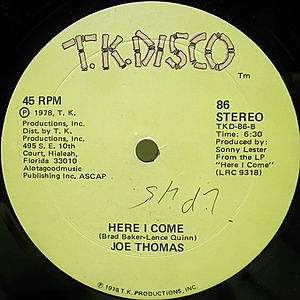 T.K. DISCO
Tm
45 RPM
Ⓟ 1978, T. K.
Productions, Inc.
Dist. by T. K.
Productions, Inc.
495 S. E. 10th
Court, Hialeah,
Florida 33010
Alotagoodmusic
Publishing Inc. ASCAP
86
STEREO
TKD-86-B
Time: 6:30
Produced by:
Sonny Lester
From the LP
"Here I Come"
(LRC 9318)
HERE I COME
(Brad Baker-Lance Quinn)
JOE THOMAS
Ⓟ 1978 T.K. PRODUCTIONS, INC.